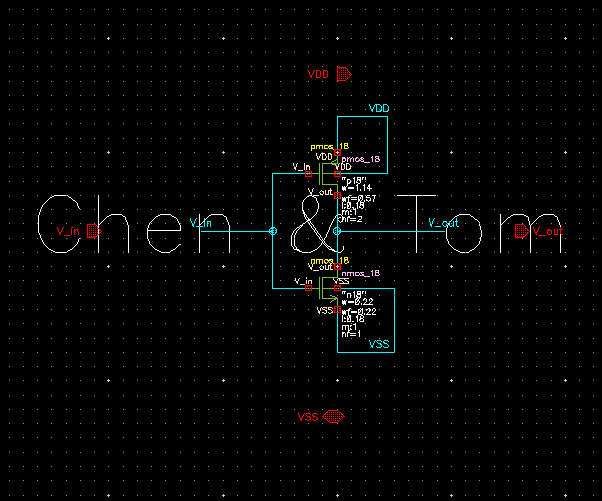 VDD
VDD
pmos_18
VDD
pmos_18
V_in
VDD
"p18"
w=1.14
V_out
wf=0.57
l:0.18
m:1
nf=2
Chen & Tom
V_in
V_in
V_out
V_out
pmos_18
V_out
nmos_18
V_in
VSS
"n18"
w=0.22
VSS
wf=0.22
l:0.18
m:1
nf=1
VSS
VSS